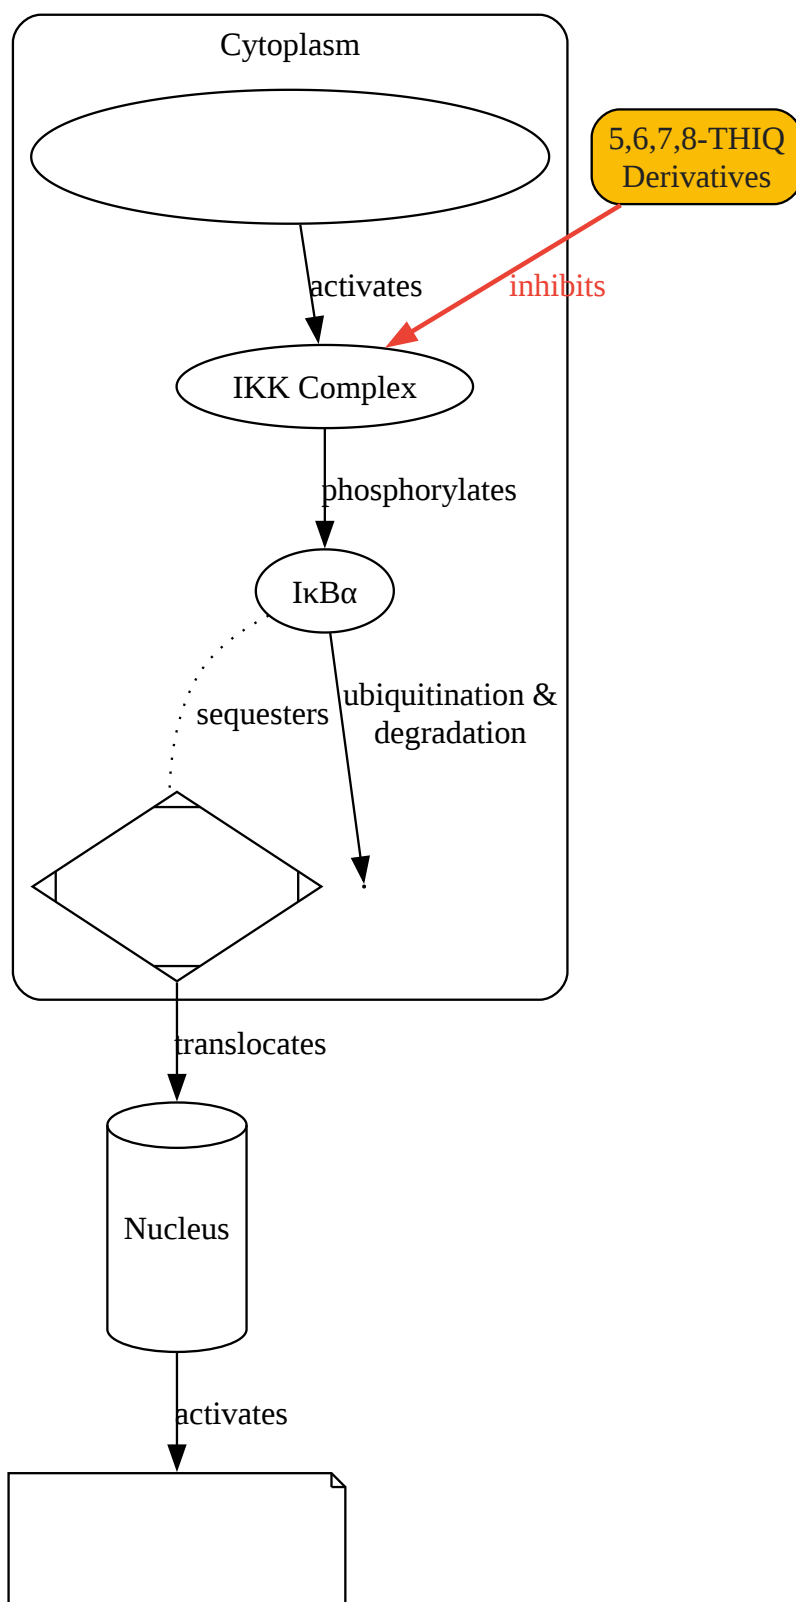 Cytoplasm
5,6,7,8-THIQ
Derivatives
activates
inhibits
IKK Complex
phosphorylates
IκBα
ubiquitination &
degradation
sequesters
translocates
Nucleus
activates